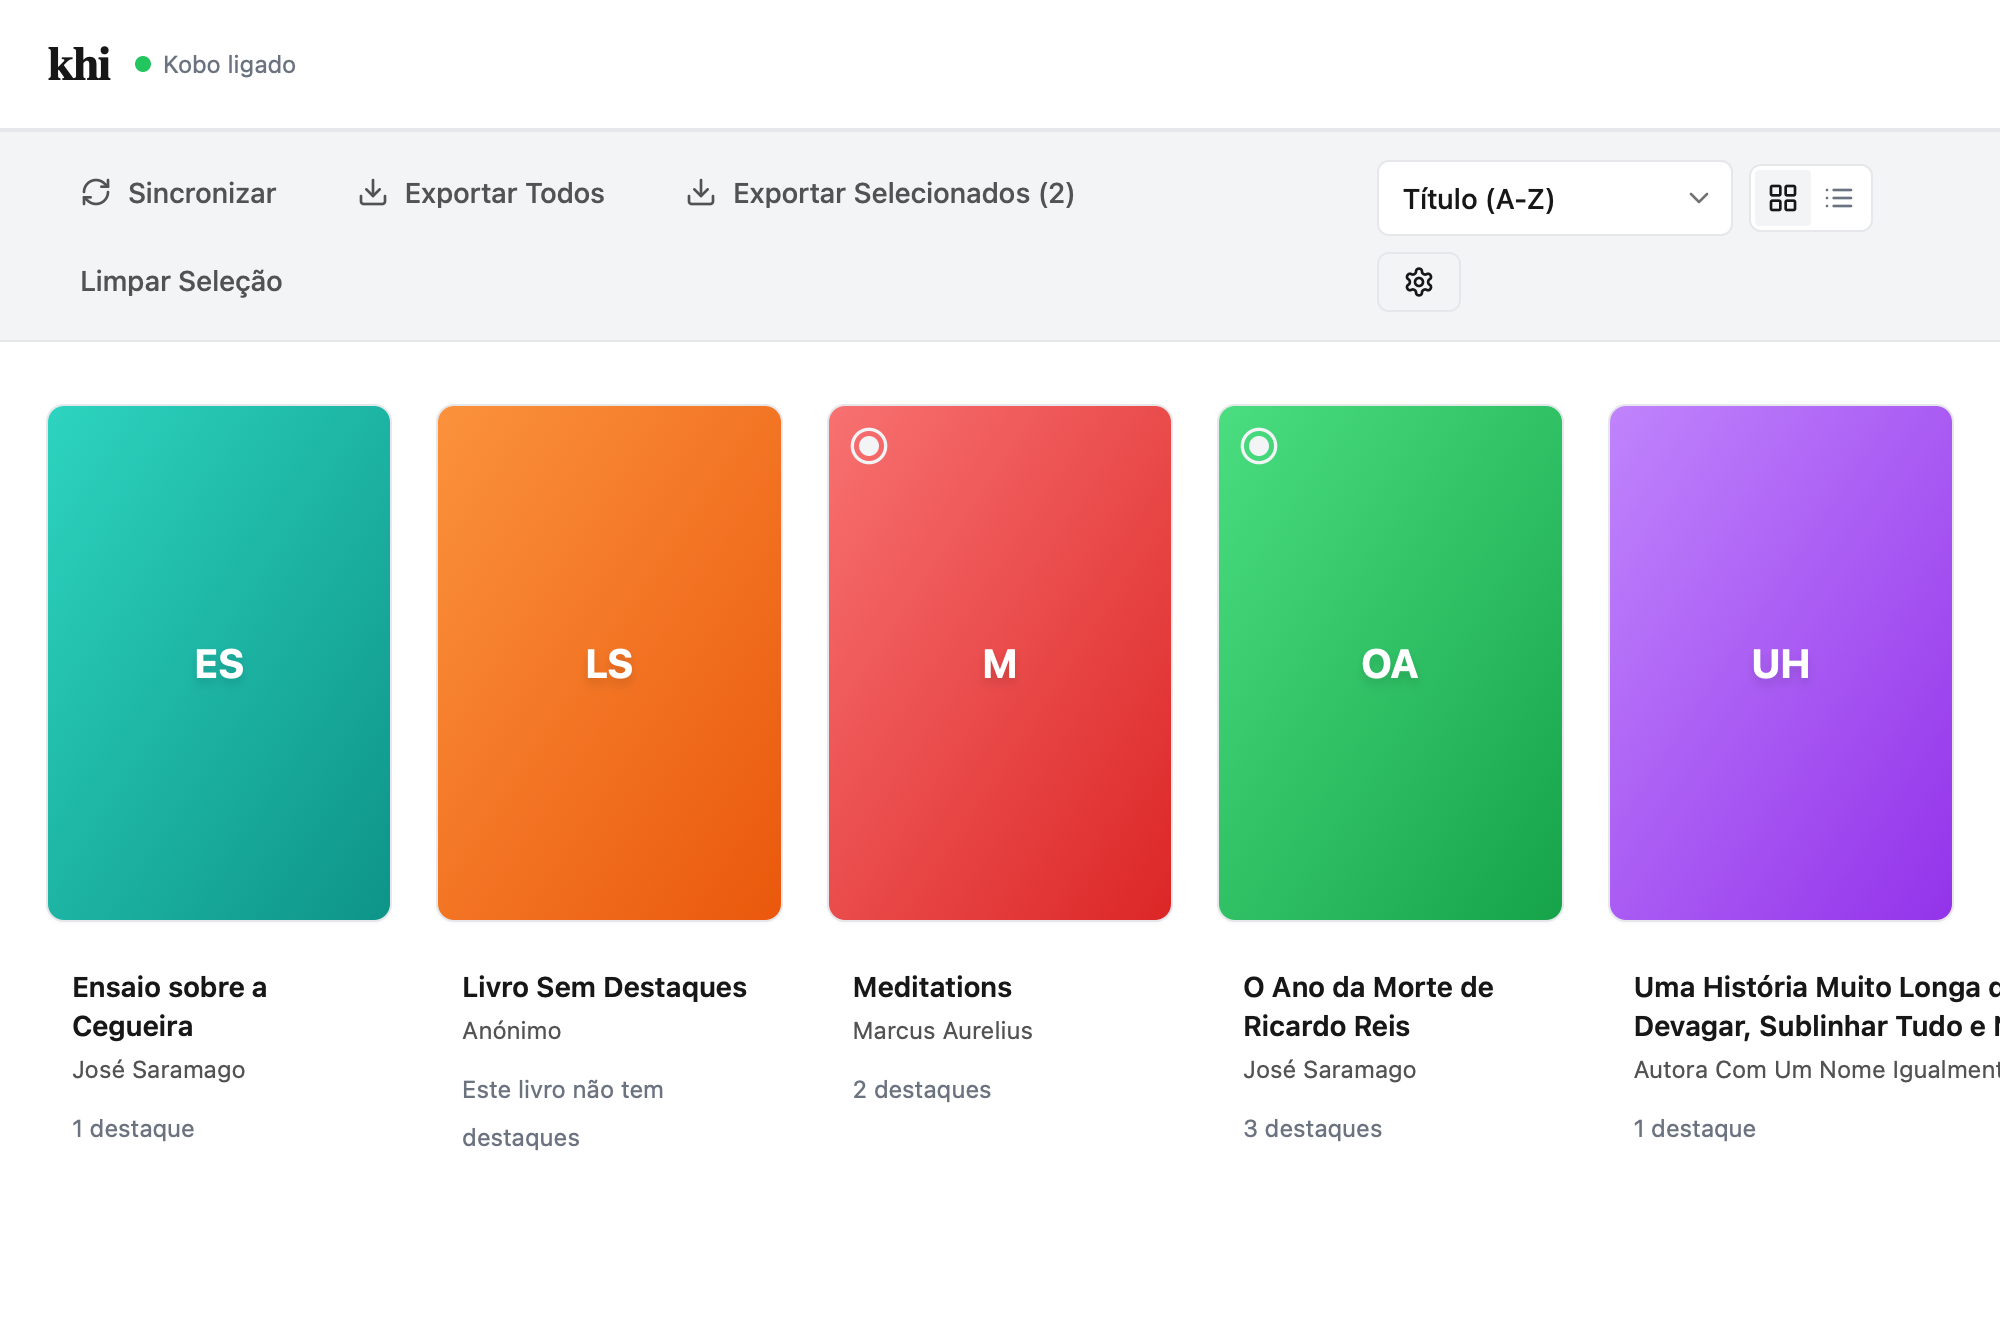 khi
Kobo ligado
Sincronizar
Exportar Todos
Exportar Selecionados (2)
Título (A-Z)
Limpar Seleção
ES
LS
M
OA
UH
Ensaio sobre a
Cegueira
José Saramago
1 destaque
Livro Sem Destaques
Anónimo
Este livro não tem
destaques
Meditations
Marcus Aurelius
2 destaques
O Ano da Morte de
Ricardo Reis
José Saramago
3 destaques
Uma História Muito Longa
Devagar, Sublinhar Tudo e
Autora Com Um Nome
1 destaque